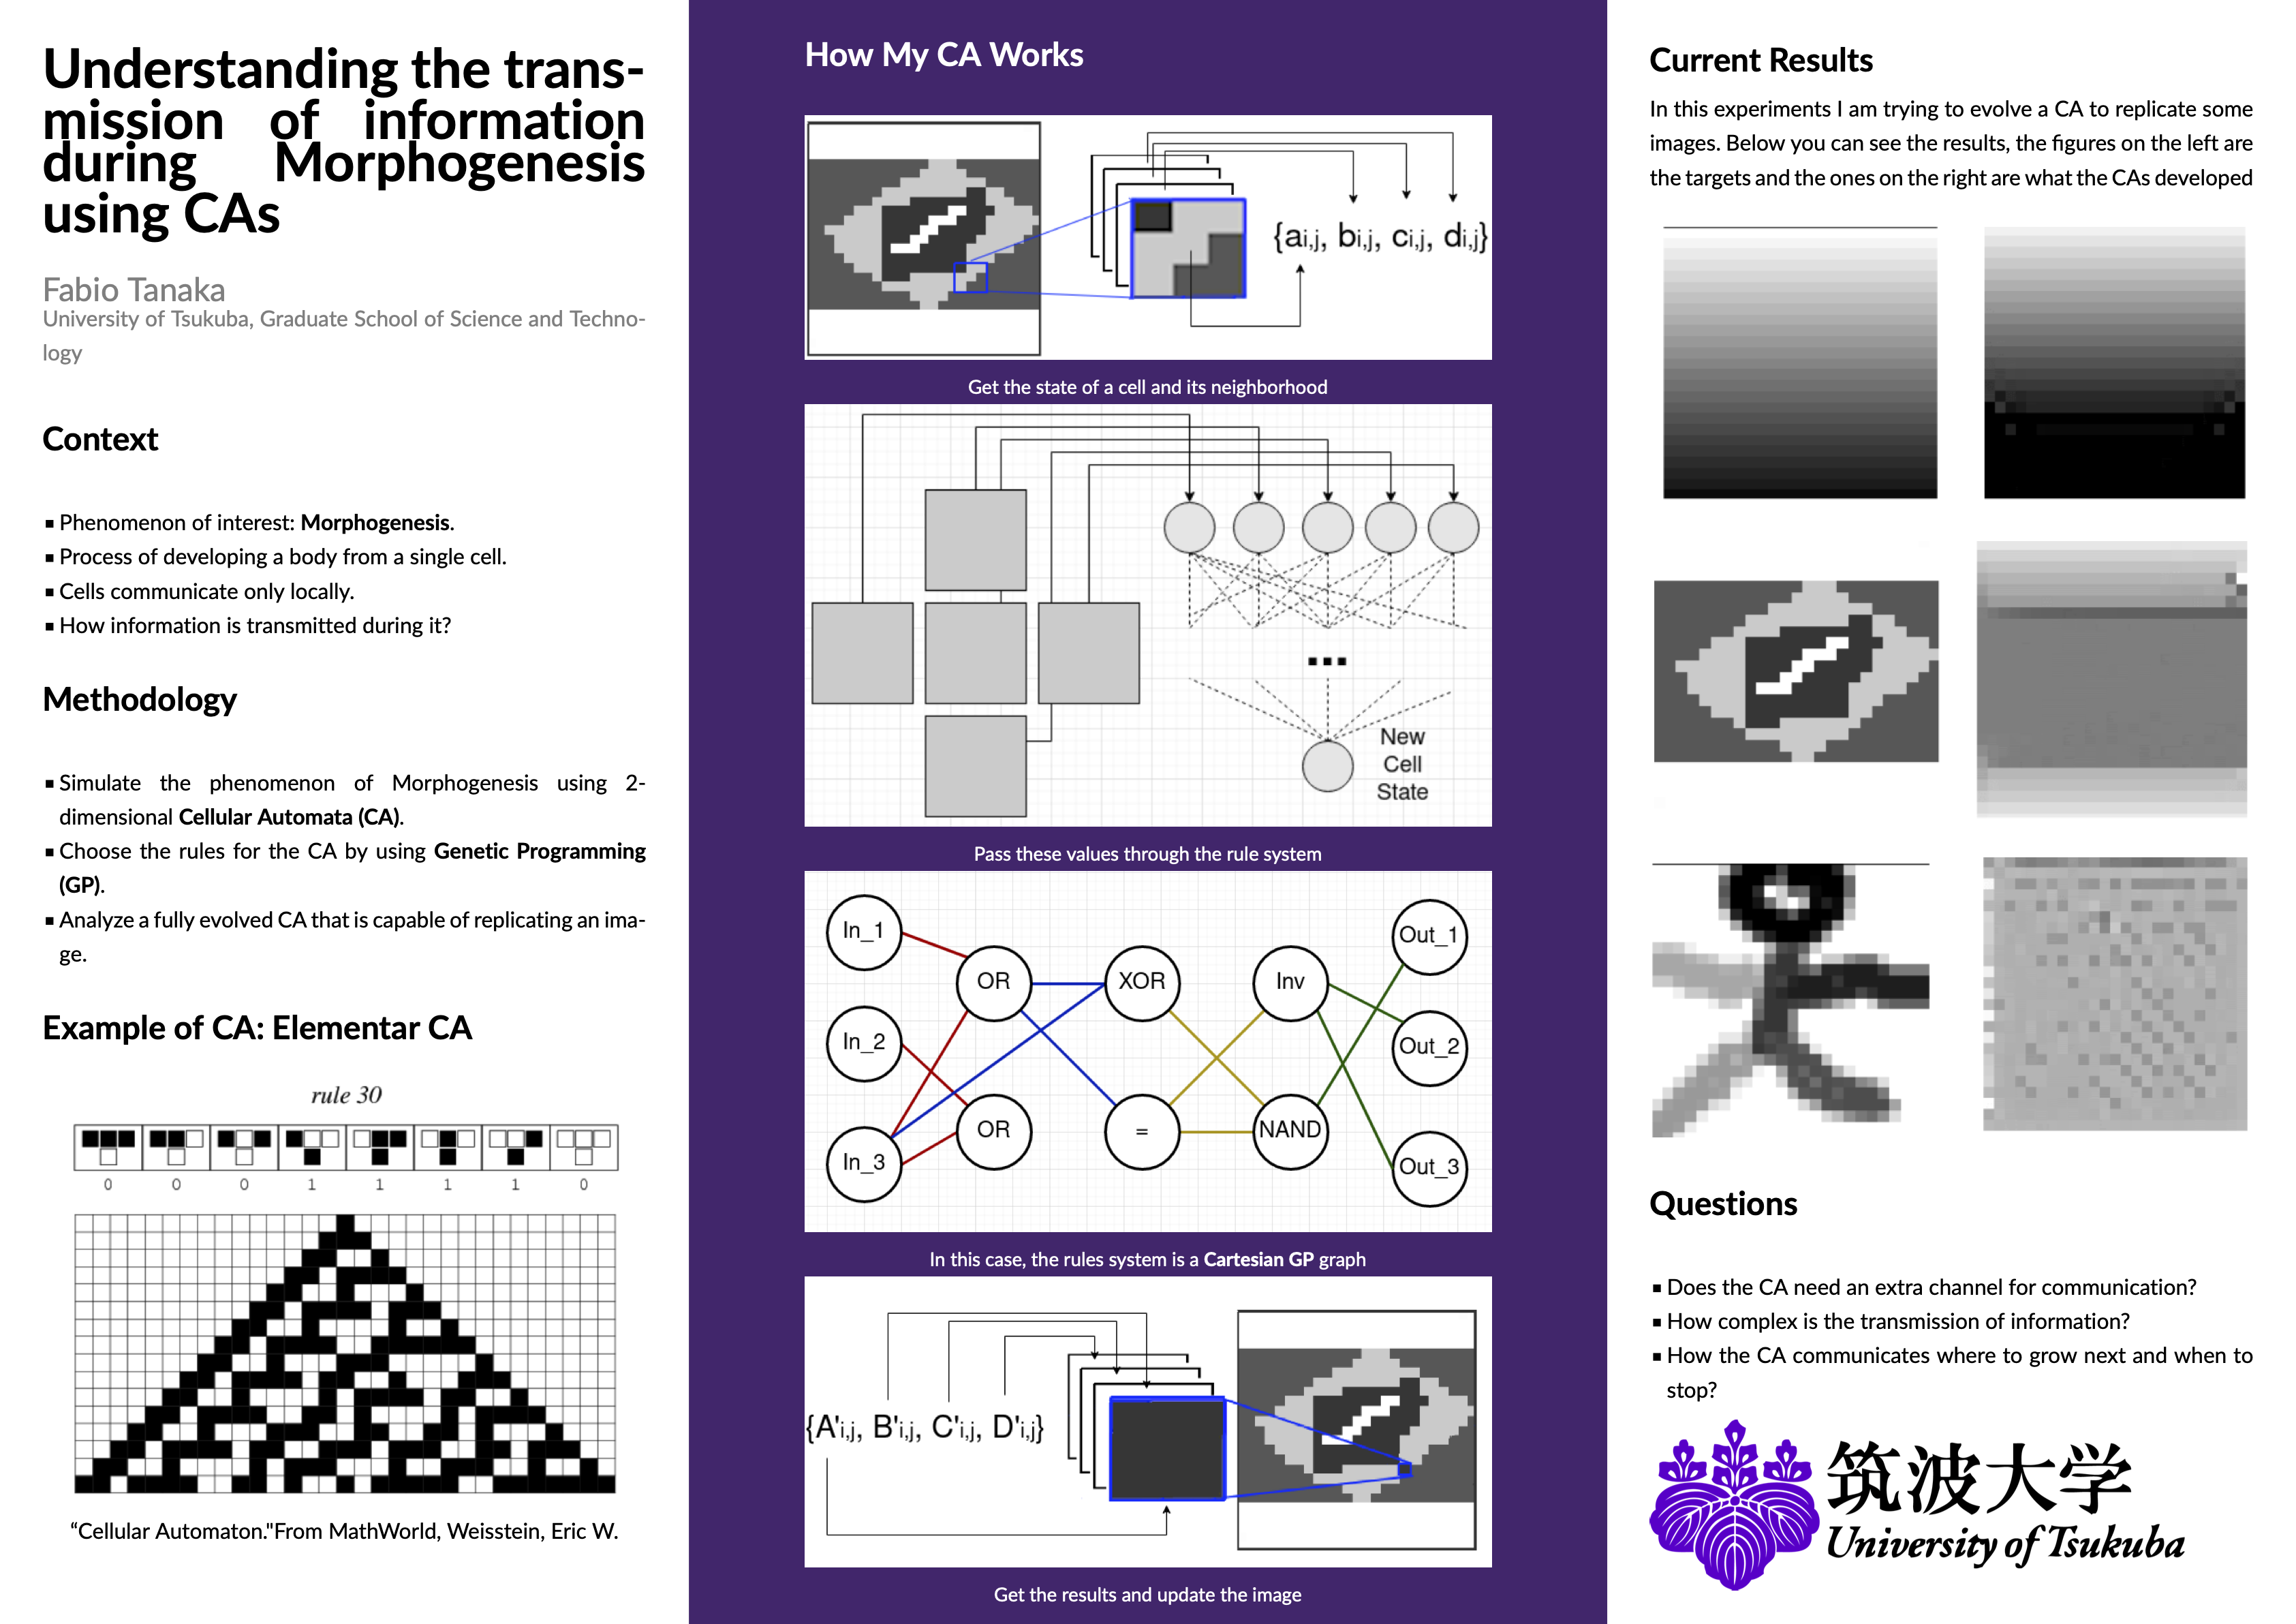 Understanding the trans-
mission of information
during Morphogenesis
using CAs
Fabio Tanaka
University of Tsukuba, Graduate School of Science and Techno-
logy
Context
▪ Phenomenon of interest: Morphogenesis.
▪ Process of developing a body from a single cell.
▪ Cells communicate only locally.
▪ How information is transmitted during it?
Methodology
▪ Simulate the phenomenon of Morphogenesis using 2-
dimensional Cellular Automata (CA).
▪ Choose the rules for the CA by using Genetic Programming
(GP).
▪ Analyze a fully evolved CA that is capable of replicating an ima-
ge.
Example of CA: Elementar CA
rule 30
0 0 0 1 1 1 1 0
“Cellular Automaton."From MathWorld, Weisstein, Eric W.
How My CA Works
{ai,j, bi,j, ci,j, di,j}
Get the state of a cell and its neighborhood
...
New
Cell
State
Pass these values through the rule system
In_1
Out_1
OR XOR Inv
In_2
Out_2
OR = NAND
In_3
Out_3
In this case, the rules system is a Cartesian GP graph
{A'i,j, B'i,j, C'i,j, D'i,j}
Get the results and update the image
Current Results
In this experiments I am trying to evolve a CA to replicate some
images. Below you can see the results, the figures on the left are
the targets and the ones on the right are what the CAs developed
Questions
▪ Does the CA need an extra channel for communication?
▪ How complex is the transmission of information?
▪ How the CA communicates where to grow next and when to
stop?
筑波大学
University of Tsukuba